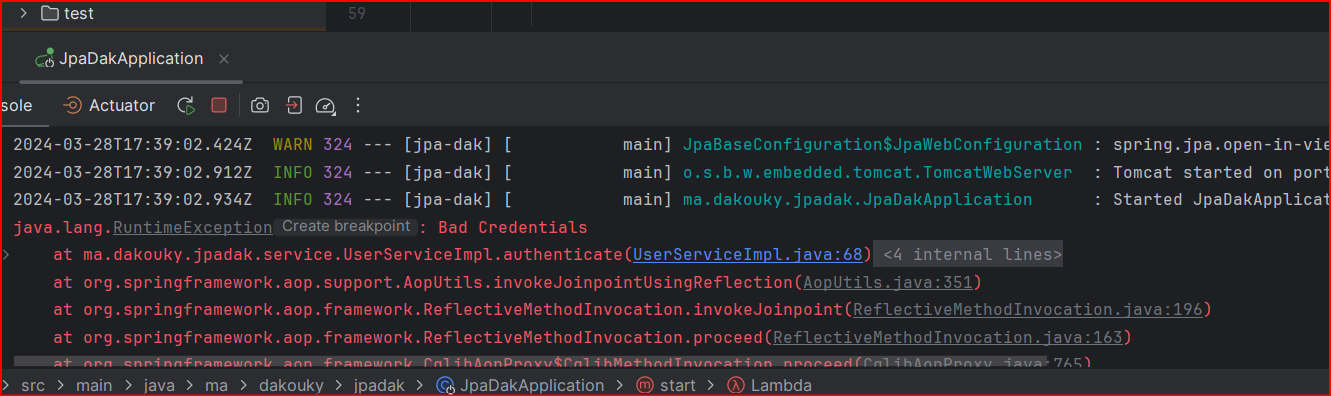 test
59
JpaDakApplication
sole Actuator
2024-03-28T17:39:02.424Z WARN 324 --- [jpa-dak] [ main] JpaBaseConfiguration$JpaWebConfiguration : spring.jpa.open-in-vie
2024-03-28T17:39:02.912Z INFO 324 --- [jpa-dak] [ main] o.s.b.w.embedded.tomcat.TomcatWebServer : Tomcat started on port
2024-03-28T17:39:02.934Z INFO 324 --- [jpa-dak] [ main] ma.dakouky.jpadak.JpaDakApplication : Started JpaDakApplicat
java.lang.RuntimeException Create breakpoint : Bad Credentials
at ma.dakouky.jpadak.service.UserServiceImpl.authenticate(UserServiceImpl.java:68) <4 internal lines>
at org.springframework.aop.support.AopUtils.invokeJoinpointUsingReflection(AopUtils.java:351)
at org.springframework.aop.framework.ReflectiveMethodInvocation.invokeJoinpoint(ReflectiveMethodInvocation.java:196)
at org.springframework.aop.framework.ReflectiveMethodInvocation.proceed(ReflectiveMethodInvocation.java:163)
at org.springframework.aop.framework.CglibAopProxy$CglibMethodInvocation.proceed(CglibAopProxy.java:765)
src > main > java > ma > dakouky > jpadak > JpaDakApplication > start > Lambda